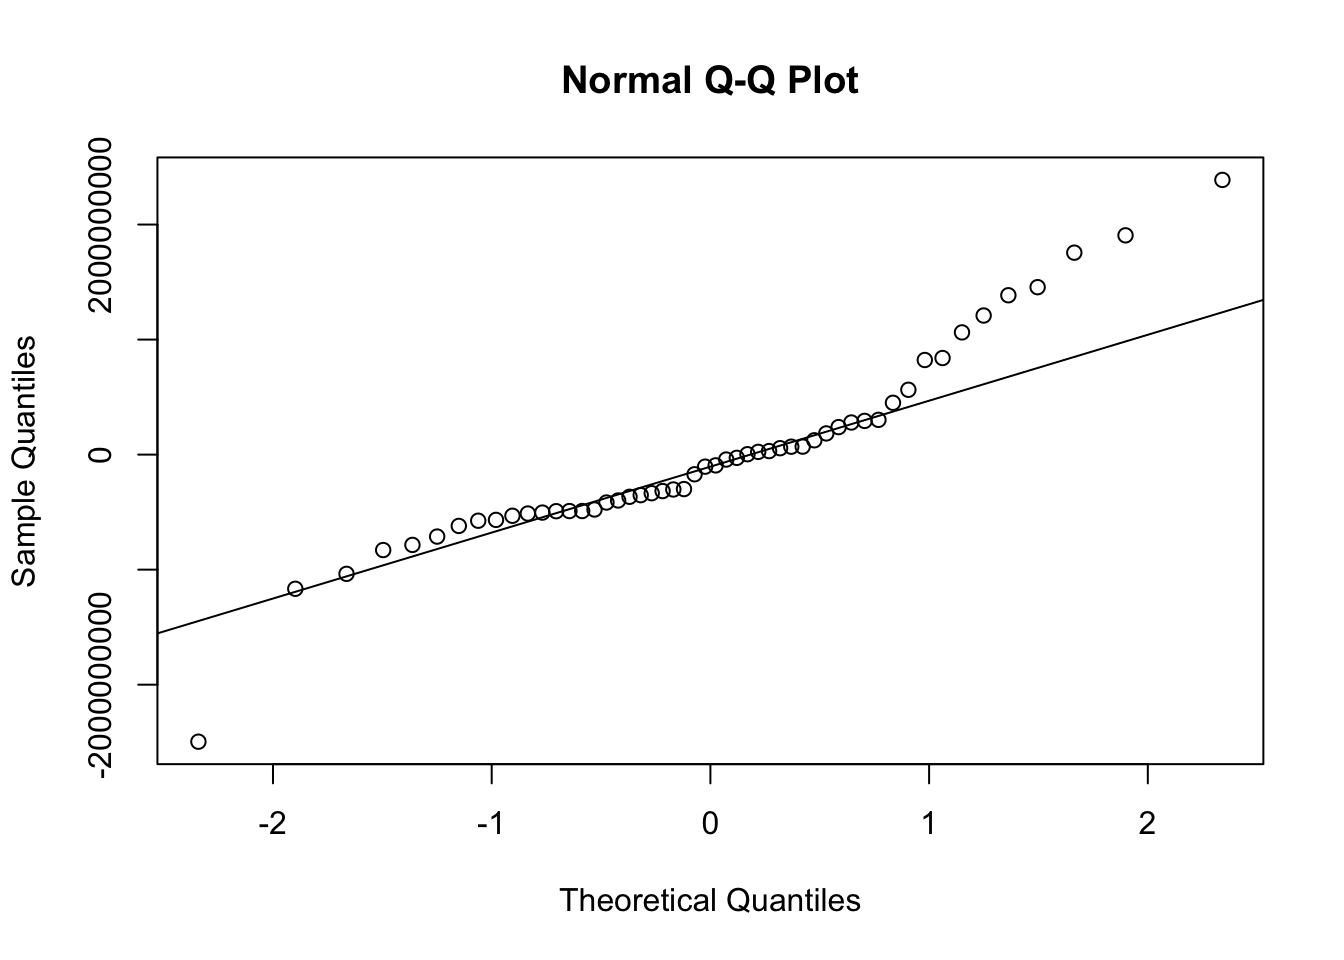 Normal Q-Q Plot
2000000000
0
-2000000000
Sample Quantiles
-2 -1 0 1 2
Theoretical Quantiles